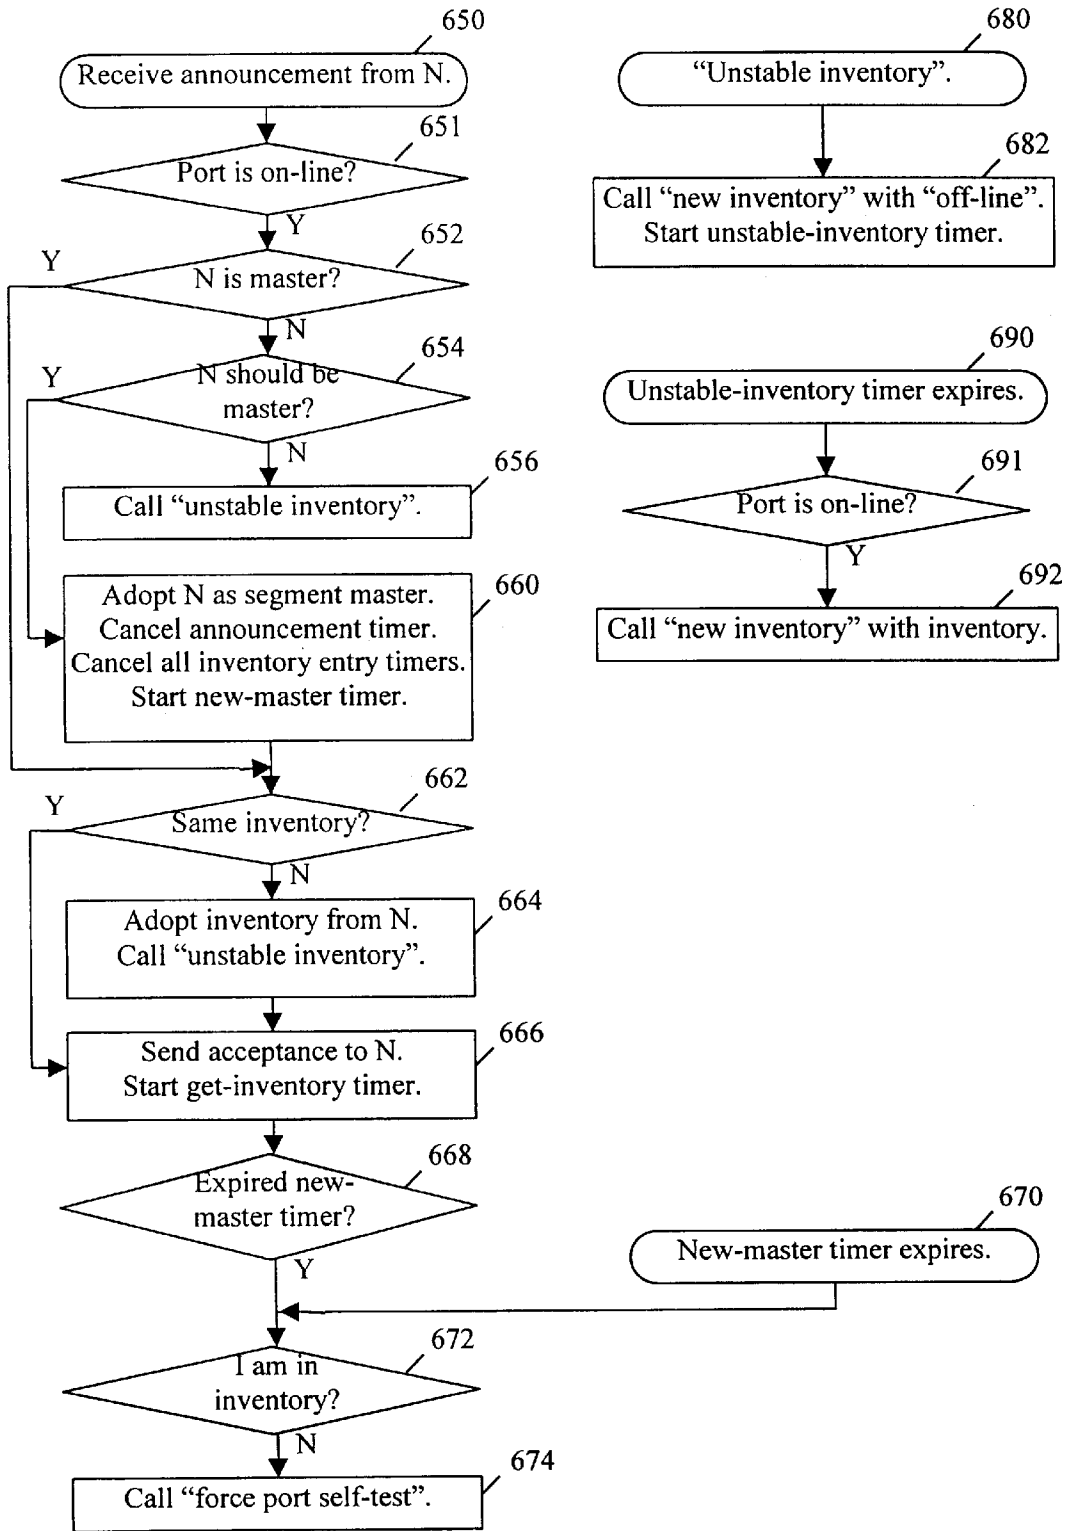 650
Receive announcement from N.
651
Port is on-line?
Y
652
Y
N is master?
N
654
Y
N should be
master?
N
656
Call “unstable inventory”.
660
Adopt N as segment master.
Cancel announcement timer.
Cancel all inventory entry timers.
Start new-master timer.
662
Y
Same inventory?
N
664
Adopt inventory from N.
Call “unstable inventory”.
666
Send acceptance to N.
Start get-inventory timer.
668
Expired new-
master timer?
Y
670
New-master timer expires.
672
I am in
inventory?
N
674
Call “force port self-test”.
680
“Unstable inventory”.
682
Call “new inventory” with “off-line”.
Start unstable-inventory timer.
690
Unstable-inventory timer expires.
691
Port is on-line?
Y
692
Call “new inventory” with inventory.